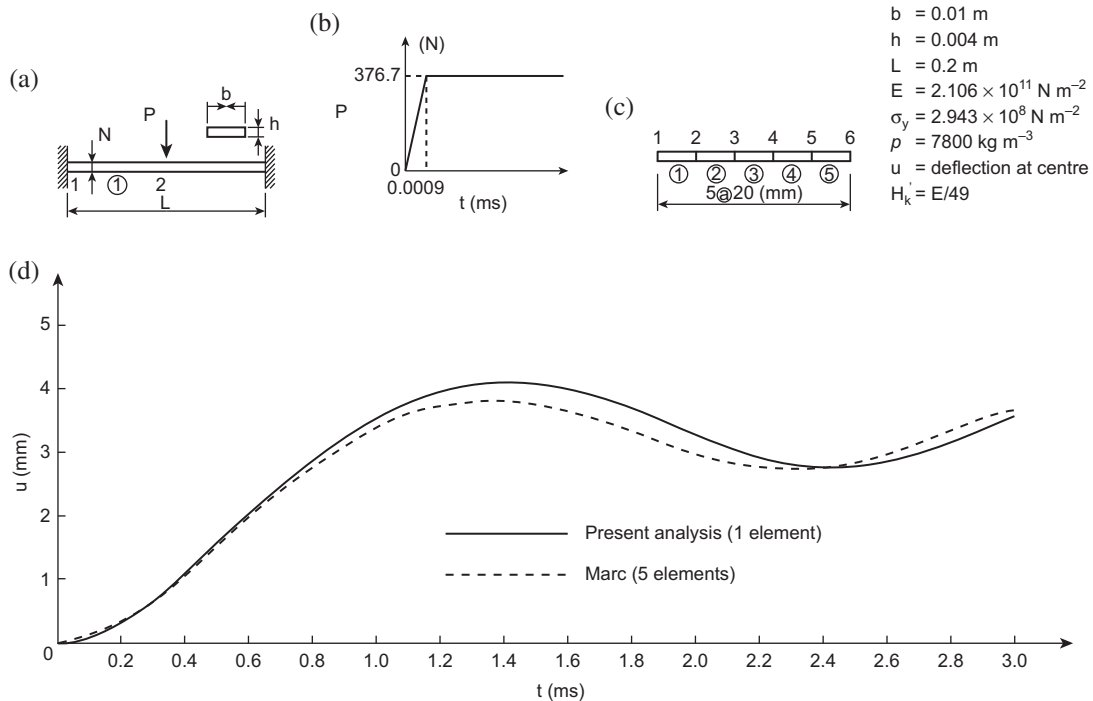 (a)
b
P
h
N
1 ① 2
L
(b)
(N)
376.7
P
0
0.0009
t (ms)
(c)
1 2 3 4 5 6
① ② ③ ④ ⑤
5@20 (mm)
b = 0.01 m
h = 0.004 m
L = 0.2 m
E = 2.106 × 10¹¹ N m⁻²
σy = 2.943 × 10⁸ N m⁻²
p = 7800 kg m⁻³
u = deflection at centre
H'k = E/49
(d)
5
4
3
2
1
0
u (mm)
Present analysis (1 element)
Marc (5 elements)
0.2 0.4 0.6 0.8 1.0 1.2 1.4 1.6 1.8 2.0 2.2 2.4 2.6 2.8 3.0
t (ms)